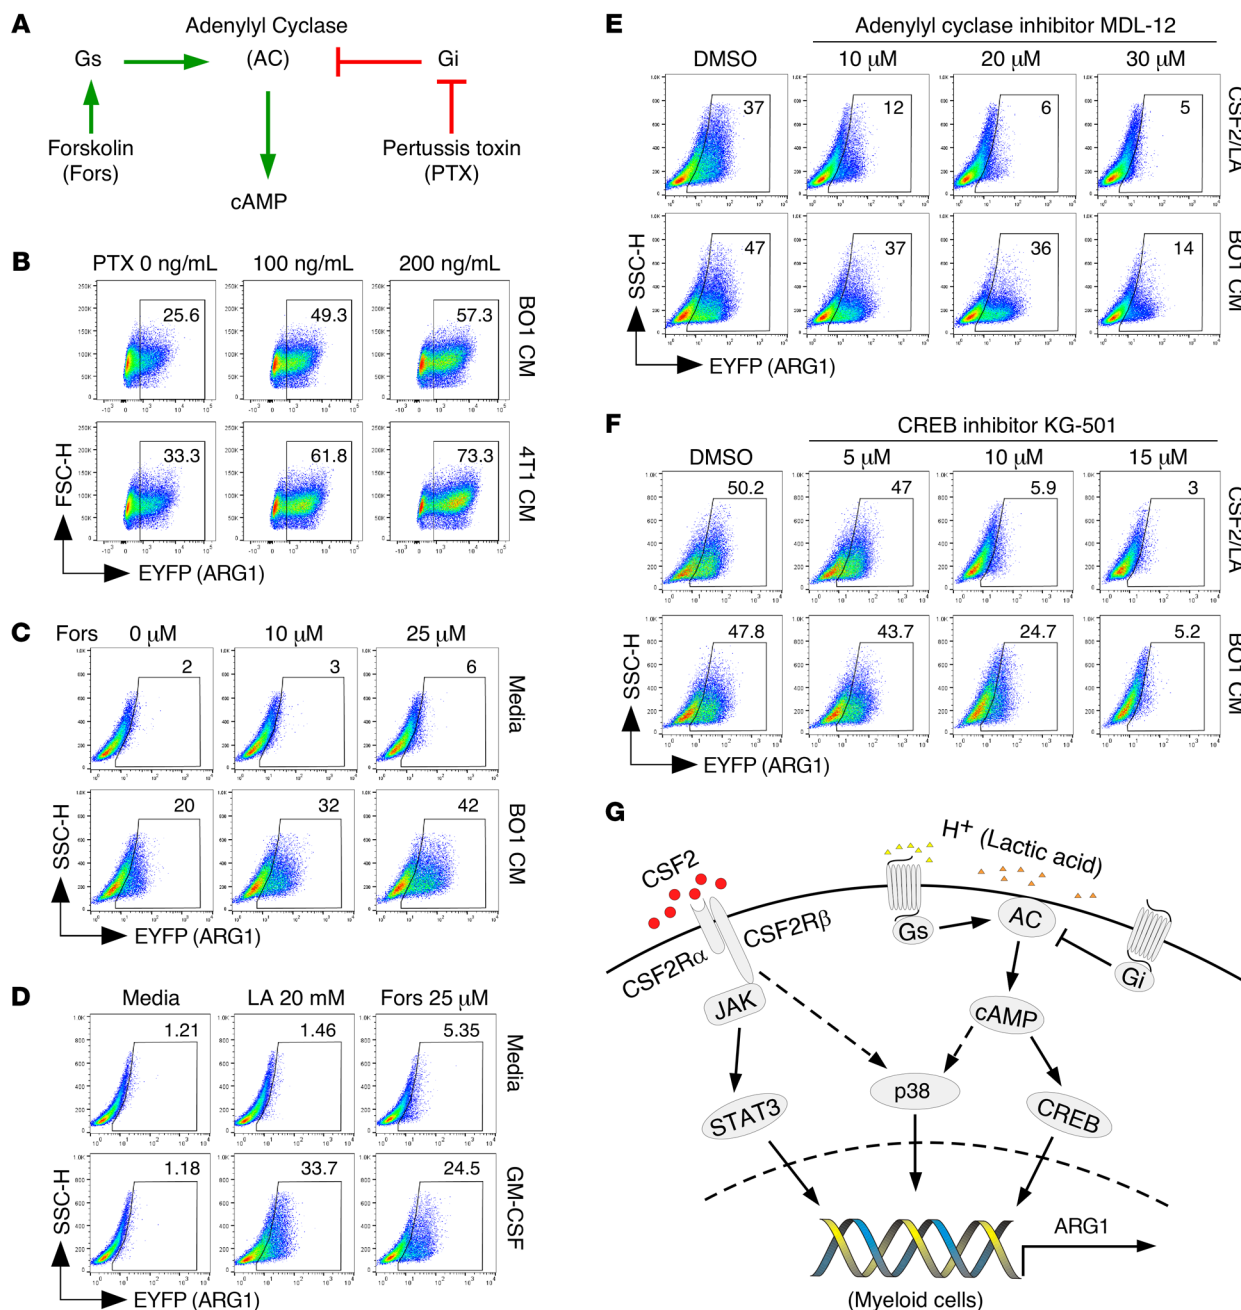 A
Adenylyl Cyclase
(AC)
Gs
Gi
Forskolin
(Fors)
Pertussis toxin
(PTX)
cAMP
B
PTX 0 ng/mL
100 ng/mL
200 ng/mL
25.6
49.3
57.3
BO1 CM
33.3
61.8
73.3
4T1 CM
FSC-H
EYFP (ARG1)
C
Fors
0 µM
10 µM
25 µM
2
3
6
Media
20
32
42
BO1 CM
SSC-H
EYFP (ARG1)
D
Media
LA 20 mM
Fors 25 µM
1.21
1.46
5.35
Media
1.18
33.7
24.5
GM-CSF
SSC-H
EYFP (ARG1)
E
Adenylyl cyclase inhibitor MDL-12
DMSO
10 µM
20 µM
30 µM
37
12
6
5
CSF2/LA
47
37
36
14
BO1 CM
SSC-H
EYFP (ARG1)
F
CREB inhibitor KG-501
DMSO
5 µM
10 µM
15 µM
50.2
47
5.9
3
CSF2/LA
47.8
43.7
24.7
5.2
BO1 CM
SSC-H
EYFP (ARG1)
G
H+ (Lactic acid)
CSF2
CSF2Rα
CSF2Rβ
JAK
Gs
AC
Gi
cAMP
STAT3
p38
CREB
ARG1
(Myeloid cells)